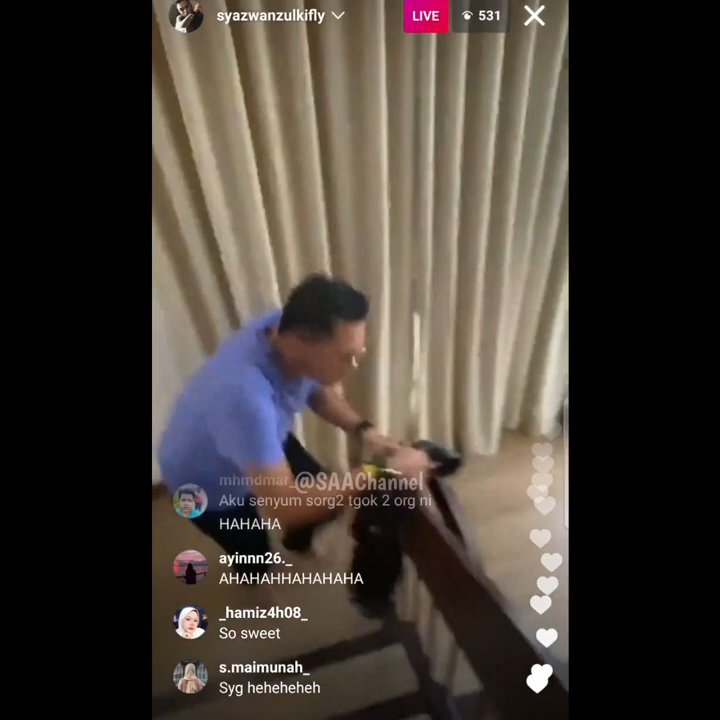 syazwanzulkifly
LIVE
531
mhmdmar_
@SAAChannel
Aku senyum sorg2 tgok 2 org ni
HAHAHA
ayinnn26._
AHAHAHHAHAHAHA
_hamiz4h08_
So sweet
s.maimunah_
Syg heheheheh